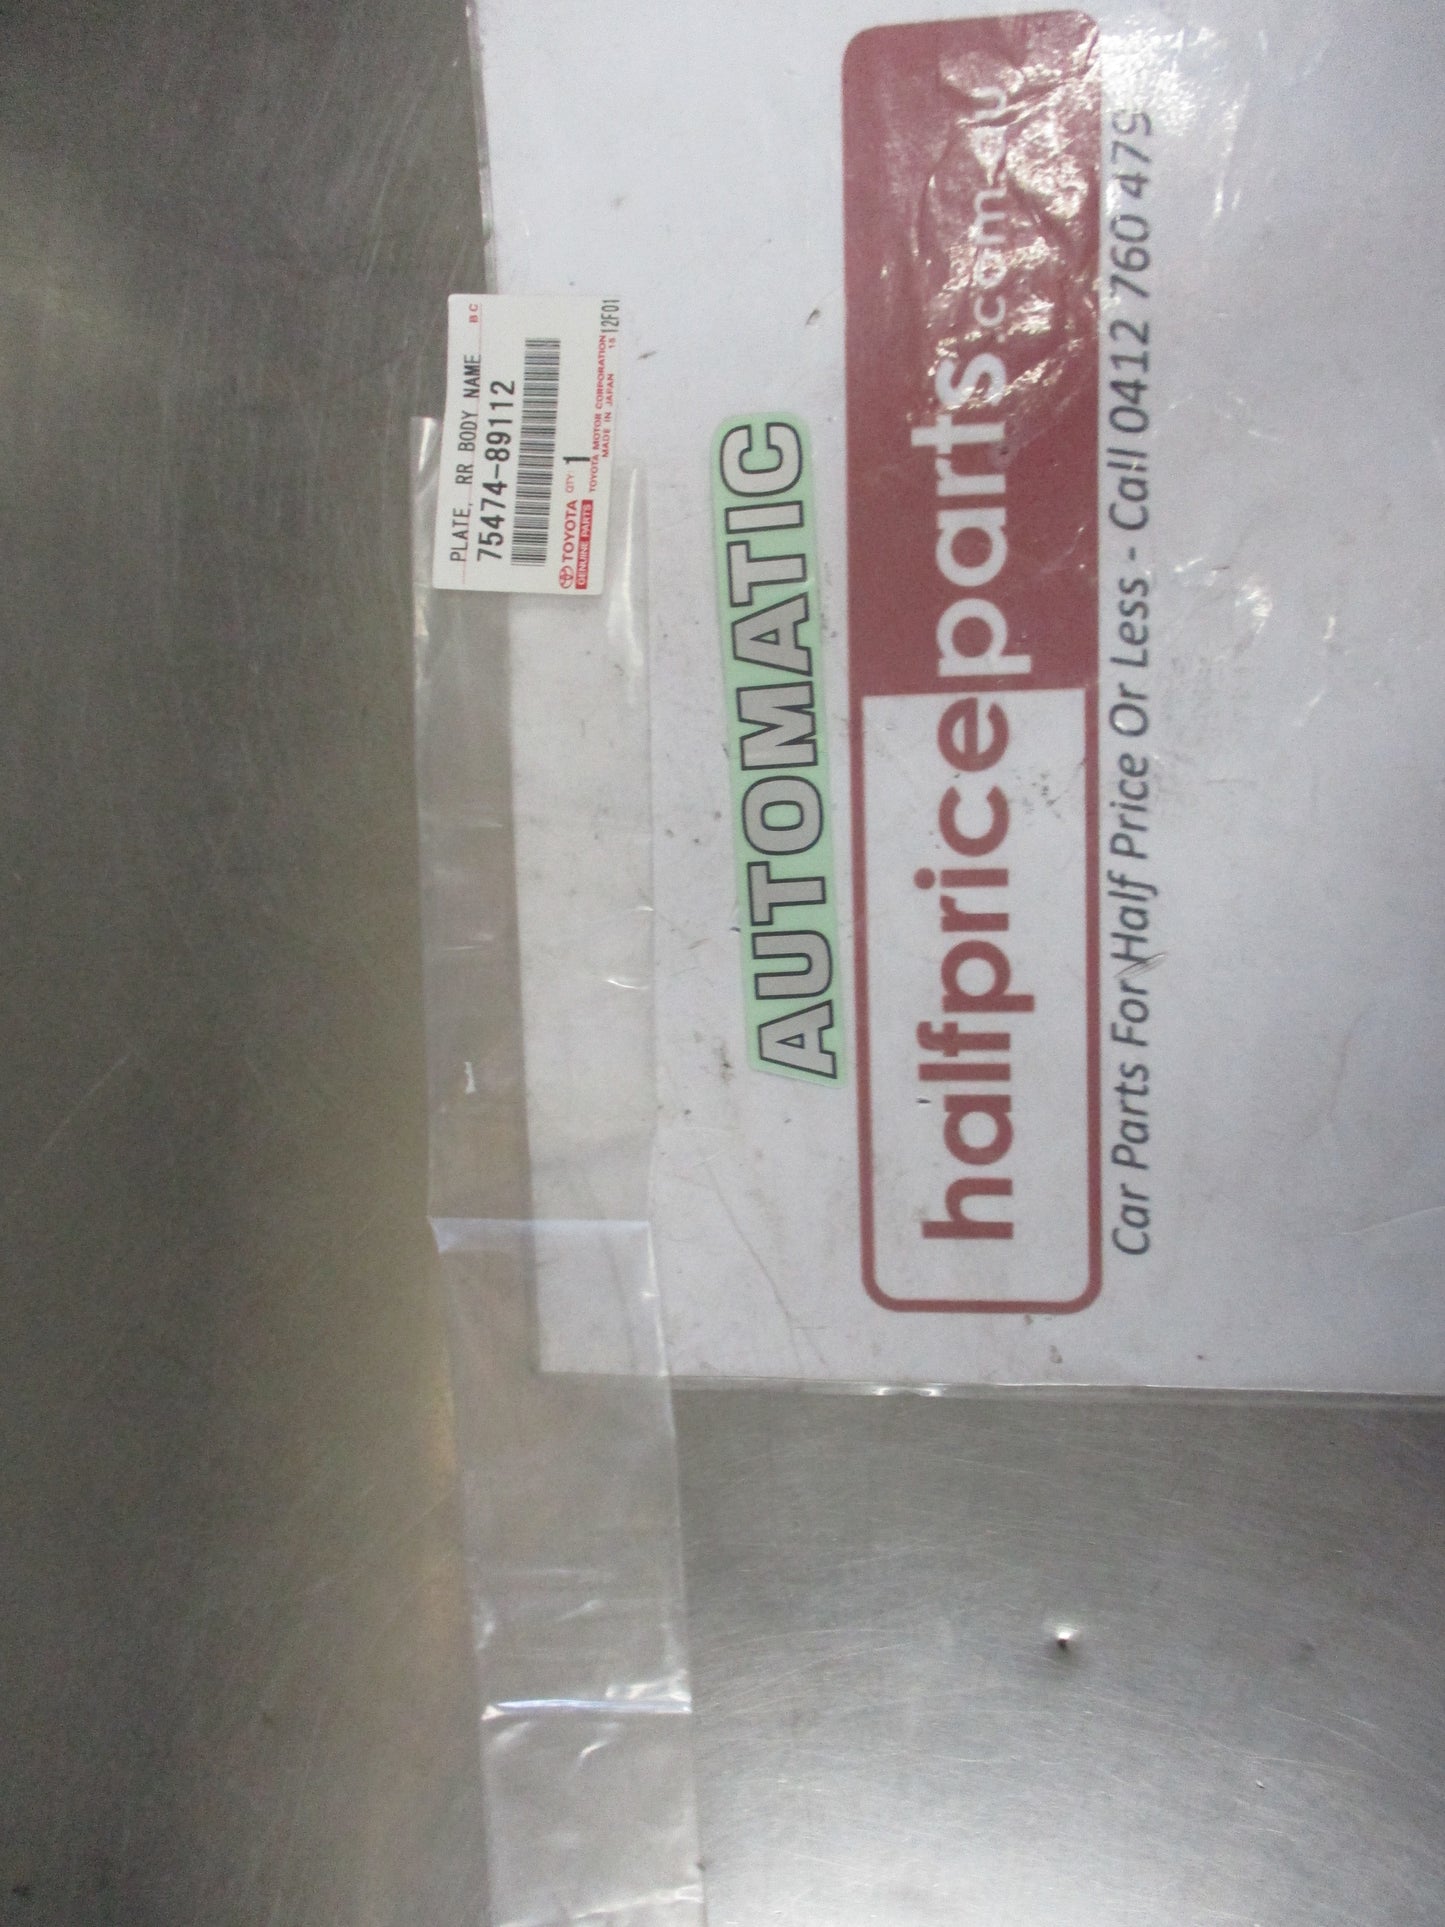 PLATE, RR BODY NAME
BC
75474-89112
TOYOTA QTY 1
GENUINE PARTS
TOYOTA MOTOR CORPORATION
MADE IN JAPAN 15 12F01
AUTOMATIC
halfpriceparts.com.au
Car Parts For Half Price Or Less - Call 0412 760 479